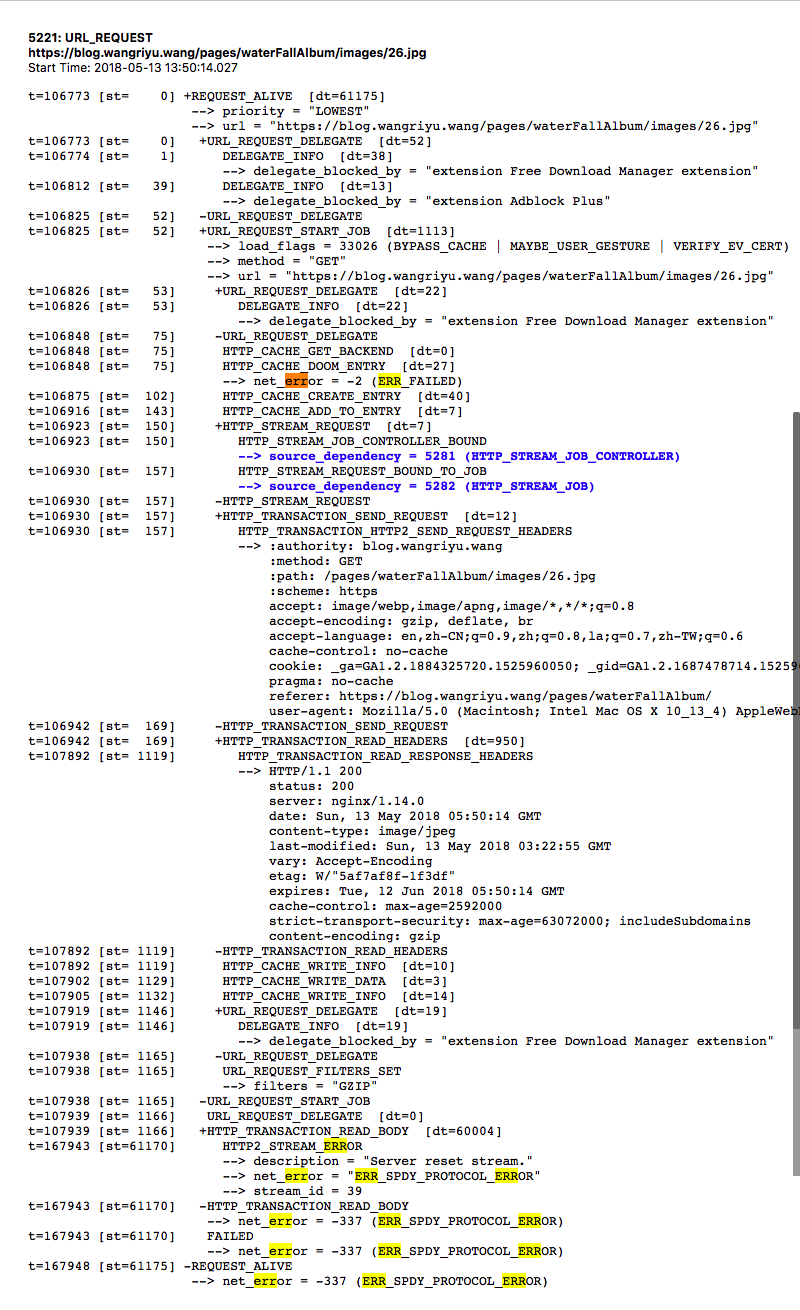 5221: URL_REQUEST
https://blog.wangriyu.wang/pages/waterFallAlbum/images/26.jpg
Start Time: 2018-05-13 13:50:14.027
t=106773 [st=    0] +REQUEST_ALIVE  [dt=61175]
--> priority = "LOWEST"
--> url = "https://blog.wangriyu.wang/pages/waterFallAlbum/images/26.jpg"
t=106773 [st=    0]   +URL_REQUEST_DELEGATE  [dt=52]
t=106774 [st=    1]      DELEGATE_INFO  [dt=38]
--> delegate_blocked_by = "extension Free Download Manager extension"
t=106812 [st=   39]      DELEGATE_INFO  [dt=13]
--> delegate_blocked_by = "extension Adblock Plus"
t=106825 [st=   52]   -URL_REQUEST_DELEGATE
t=106825 [st=   52]   +URL_REQUEST_START_JOB  [dt=1113]
--> load_flags = 33026 (BYPASS_CACHE | MAYBE_USER_GESTURE | VERIFY_EV_CERT)
--> method = "GET"
--> url = "https://blog.wangriyu.wang/pages/waterFallAlbum/images/26.jpg"
t=106826 [st=   53]     +URL_REQUEST_DELEGATE  [dt=22]
t=106826 [st=   53]        DELEGATE_INFO  [dt=22]
--> delegate_blocked_by = "extension Free Download Manager extension"
t=106848 [st=   75]     -URL_REQUEST_DELEGATE
t=106848 [st=   75]      HTTP_CACHE_GET_BACKEND  [dt=0]
t=106848 [st=   75]      HTTP_CACHE_DOOM_ENTRY  [dt=27]
--> net_error = -2 (ERR_FAILED)
t=106875 [st=  102]      HTTP_CACHE_CREATE_ENTRY  [dt=40]
t=106916 [st=  143]      HTTP_CACHE_ADD_TO_ENTRY  [dt=7]
t=106923 [st=  150]     +HTTP_STREAM_REQUEST  [dt=7]
t=106923 [st=  150]        HTTP_STREAM_JOB_CONTROLLER_BOUND
--> source_dependency = 5281 (HTTP_STREAM_JOB_CONTROLLER)
t=106930 [st=  157]        HTTP_STREAM_REQUEST_BOUND_TO_JOB
--> source_dependency = 5282 (HTTP_STREAM_JOB)
t=106930 [st=  157]     -HTTP_STREAM_REQUEST
t=106930 [st=  157]     +HTTP_TRANSACTION_SEND_REQUEST  [dt=12]
t=106930 [st=  157]        HTTP_TRANSACTION_HTTP2_SEND_REQUEST_HEADERS
--> :authority: blog.wangriyu.wang
:method: GET
:path: /pages/waterFallAlbum/images/26.jpg
:scheme: https
accept: image/webp,image/apng,image/*,*/*;q=0.8
accept-encoding: gzip, deflate, br
accept-language: en,zh-CN;q=0.9,zh;q=0.8,la;q=0.7,zh-TW;q=0.6
cache-control: no-cache
cookie: _ga=GA1.2.1884325720.1525960050; _gid=GA1.2.1687478714.15259
pragma: no-cache
referer: https://blog.wangriyu.wang/pages/waterFallAlbum/
user-agent: Mozilla/5.0 (Macintosh; Intel Mac OS X 10_13_4) AppleWeb
t=106942 [st=  169]     -HTTP_TRANSACTION_SEND_REQUEST
t=106942 [st=  169]     +HTTP_TRANSACTION_READ_HEADERS  [dt=950]
t=107892 [st= 1119]        HTTP_TRANSACTION_READ_RESPONSE_HEADERS
--> HTTP/1.1 200
status: 200
server: nginx/1.14.0
date: Sun, 13 May 2018 05:50:14 GMT
content-type: image/jpeg
last-modified: Sun, 13 May 2018 03:22:55 GMT
vary: Accept-Encoding
etag: W/"5af7af8f-1f3df"
expires: Tue, 12 Jun 2018 05:50:14 GMT
cache-control: max-age=2592000
strict-transport-security: max-age=63072000; includeSubdomains
content-encoding: gzip
t=107892 [st= 1119]     -HTTP_TRANSACTION_READ_HEADERS
t=107892 [st= 1119]      HTTP_CACHE_WRITE_INFO  [dt=10]
t=107902 [st= 1129]      HTTP_CACHE_WRITE_DATA  [dt=3]
t=107905 [st= 1132]      HTTP_CACHE_WRITE_INFO  [dt=14]
t=107919 [st= 1146]     +URL_REQUEST_DELEGATE  [dt=19]
t=107919 [st= 1146]        DELEGATE_INFO  [dt=19]
--> delegate_blocked_by = "extension Free Download Manager extension"
t=107938 [st= 1165]     -URL_REQUEST_DELEGATE
t=107938 [st= 1165]      URL_REQUEST_FILTERS_SET
--> filters = "GZIP"
t=107938 [st= 1165]   -URL_REQUEST_START_JOB
t=107939 [st= 1166]    URL_REQUEST_DELEGATE  [dt=0]
t=107939 [st= 1166]   +HTTP_TRANSACTION_READ_BODY  [dt=60004]
t=167943 [st=61170]      HTTP2_STREAM_ERROR
--> description = "Server reset stream."
--> net_error = "ERR_SPDY_PROTOCOL_ERROR"
--> stream_id = 39
t=167943 [st=61170]   -HTTP_TRANSACTION_READ_BODY
--> net_error = -337 (ERR_SPDY_PROTOCOL_ERROR)
t=167943 [st=61170]    FAILED
--> net_error = -337 (ERR_SPDY_PROTOCOL_ERROR)
t=167948 [st=61175] -REQUEST_ALIVE
--> net_error = -337 (ERR_SPDY_PROTOCOL_ERROR)